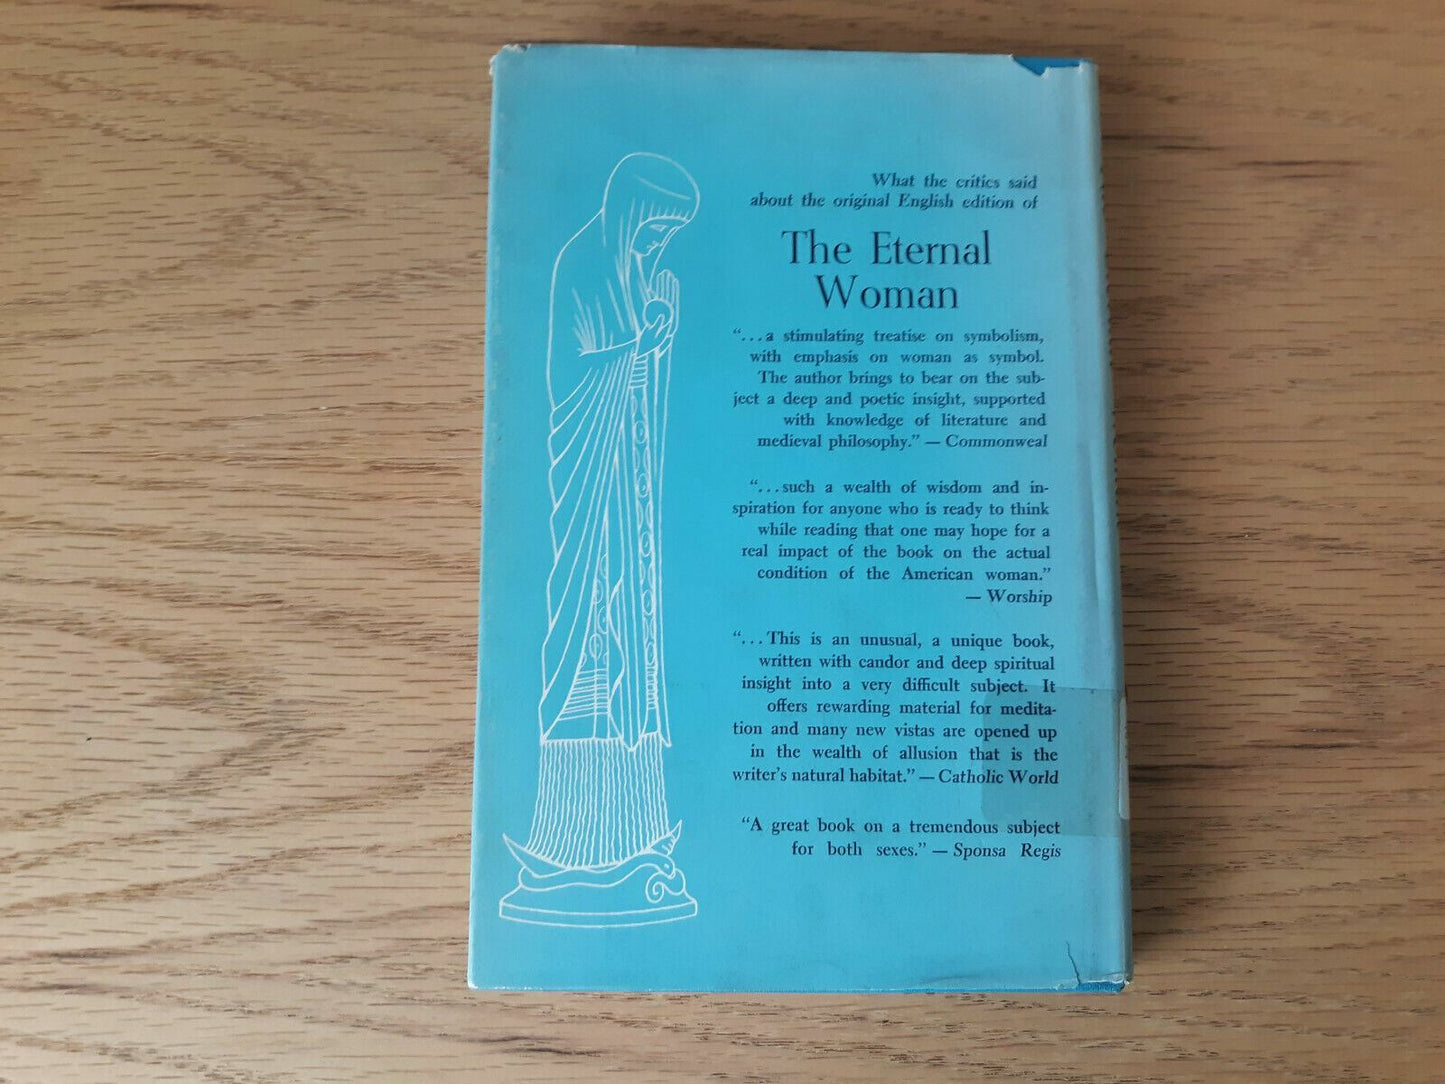 What the critics said
about the original English edition of
The Eternal
Woman
“...a stimulating treatise on symbolism,
with emphasis on woman as symbol.
The author brings to bear on the sub-
ject a deep and poetic insight, supported
with knowledge of literature and
medieval philosophy.” — Commonweal
“...such a wealth of wisdom and in-
spiration for anyone who is ready to think
while reading that one may hope for a
real impact of the book on the actual
condition of the American woman.”
— Worship
“...This is an unusual, a unique book,
written with candor and deep spiritual
insight into a very difficult subject. It
offers rewarding material for medita-
tion and many new vistas are opened up
in the wealth of allusion that is the
writer's natural habitat.” — Catholic World
“A great book on a tremendous subject
for both sexes.” — Sponsa Regis